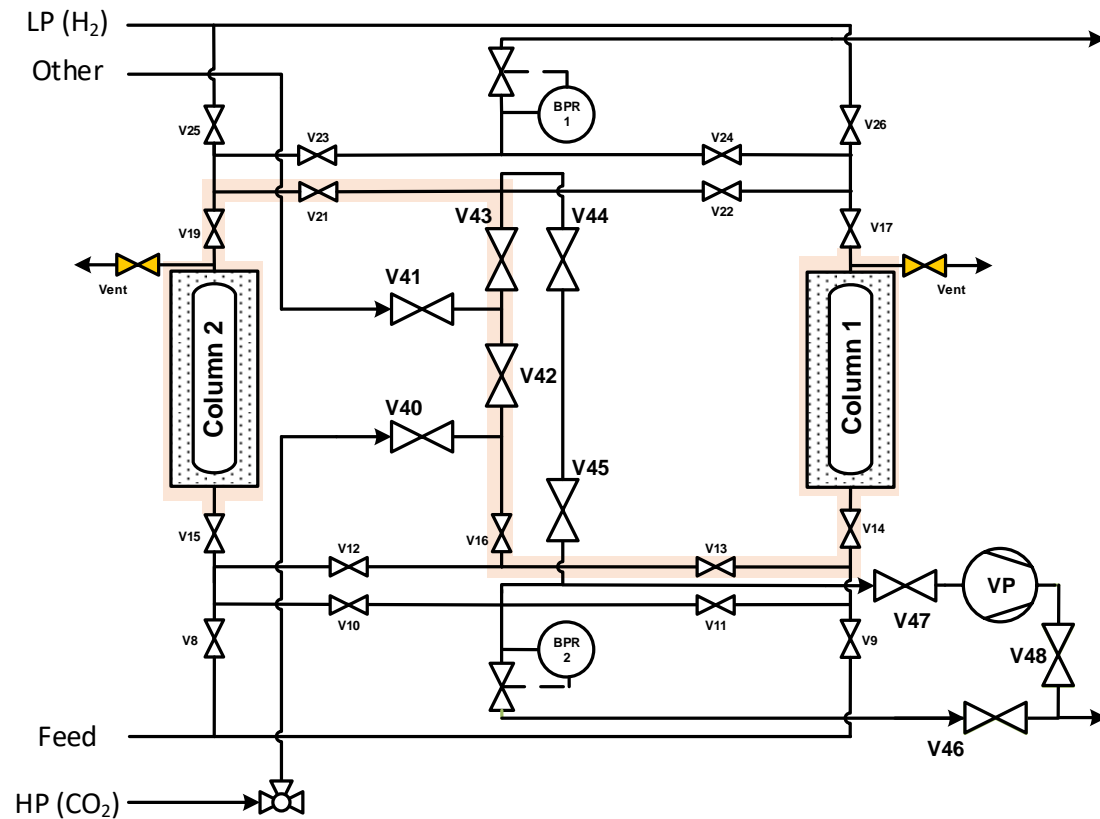 LP (H₂)
Other
BPR
1
V25
V23
V24
V26
V21
V22
V43
V44
V19
V17
Vent
V41
Vent
Column 2
Column 1
V42
V40
V45
V15
V16
V14
V12
V13
V47
VP
V10
V11
V8
BPR
2
V9
V48
Feed
V46
HP (CO₂)